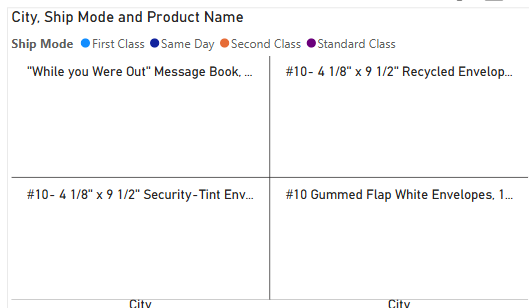 City, Ship Mode and Product Name
Ship Mode First Class Same Day Second Class Standard Class
"While you Were Out" Message Book, ...
#10- 4 1/8" x 9 1/2" Recycled Envelop...
#10- 4 1/8" x 9 1/2" Security-Tint Env...
#10 Gummed Flap White Envelopes, 1...
City
City